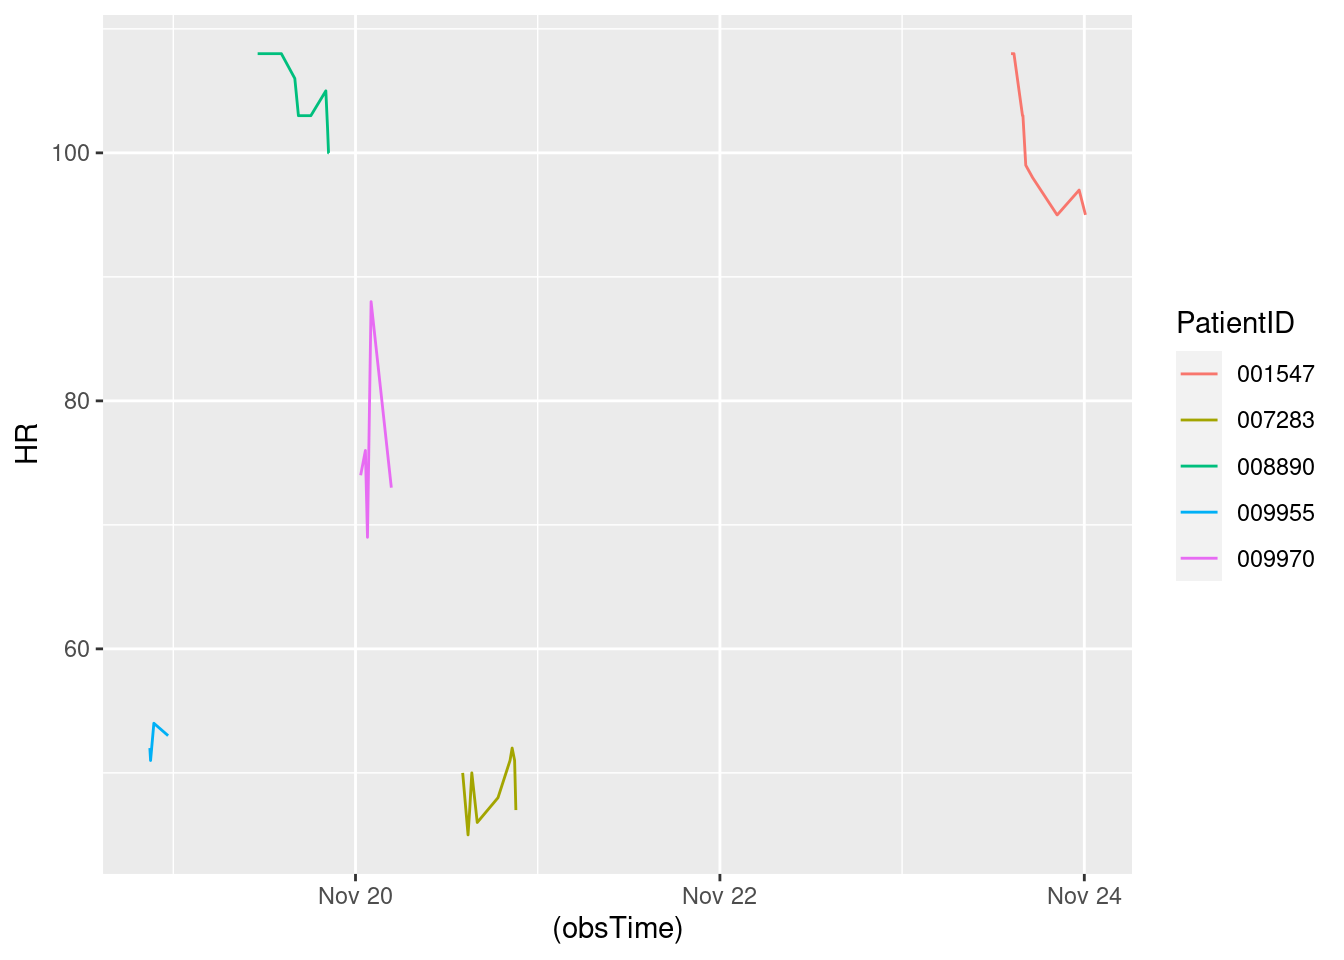 100
80
60
HR
Nov 20
Nov 22
Nov 24
(obsTime)
PatientID
001547
007283
008890
009955
009970